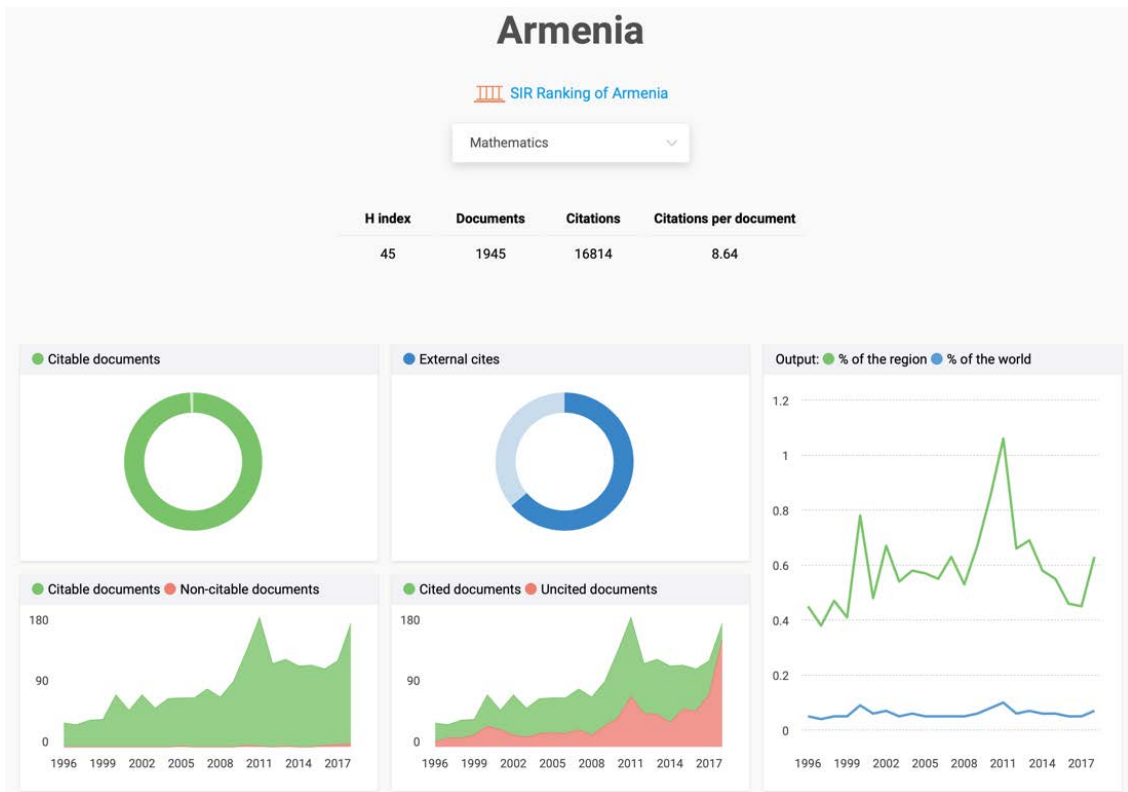 Armenia
SIR Ranking of Armenia
Mathematics
H index Documents Citations Citations per document
45 1945 16814 8.64
Citable documents
External cites
Output: % of the region % of the world
1.2
1
0.8
0.6
0.4
0.2
0
1996 1999 2002 2005 2008 2011 2014 2017
Citable documents Non-citable documents
180
90
0
1996 1999 2002 2005 2008 2011 2014 2017
Cited documents Uncited documents
180
90
0
1996 1999 2002 2005 2008 2011 2014 2017